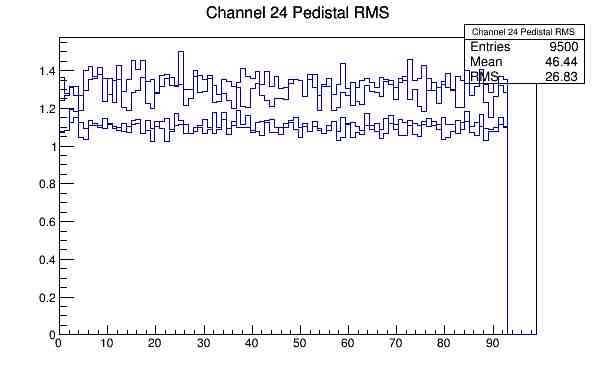 Channel 24 Pedistal RMS
Channel 24 Pedistal RMS
Entries 9500
Mean 46.44
RMS 26.83
1.4
1.2
1
0.8
0.6
0.4
0.2
0
0 10 20 30 40 50 60 70 80 90